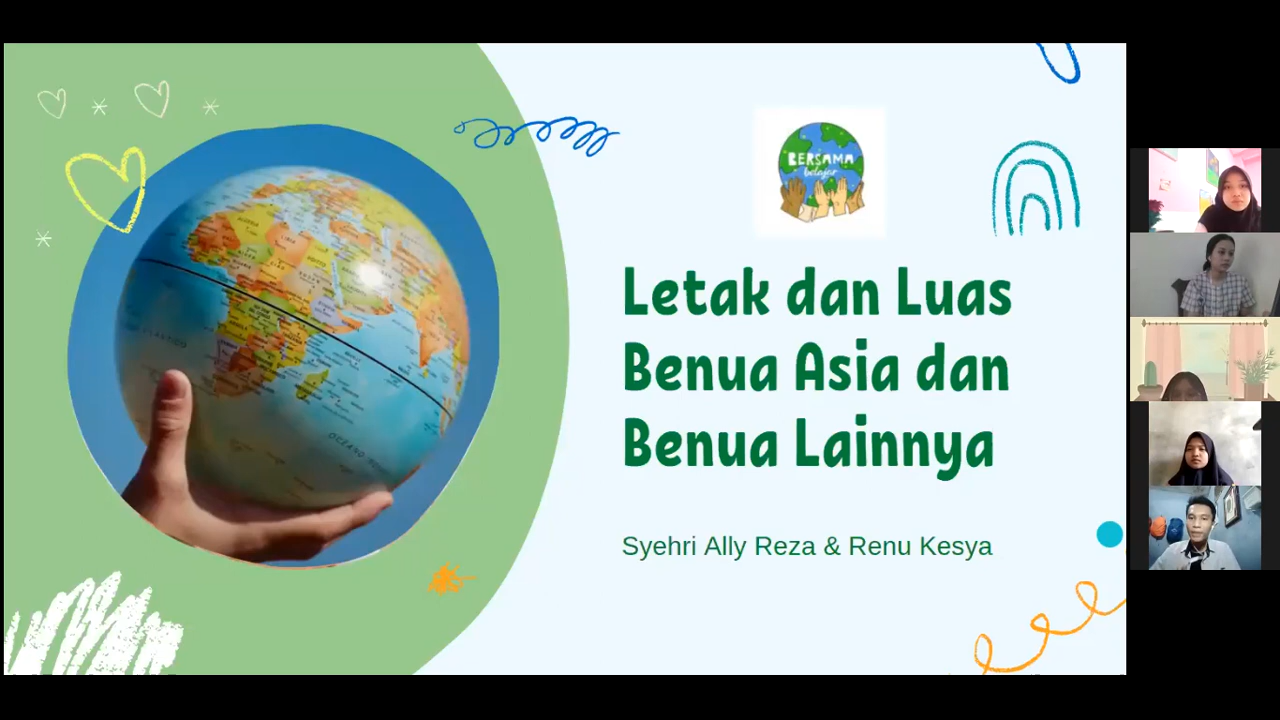 BERSAMA
belajar
Letak dan Luas
Benua Asia dan
Benua Lainnya
Syehri Ally Reza & Renu Kesya